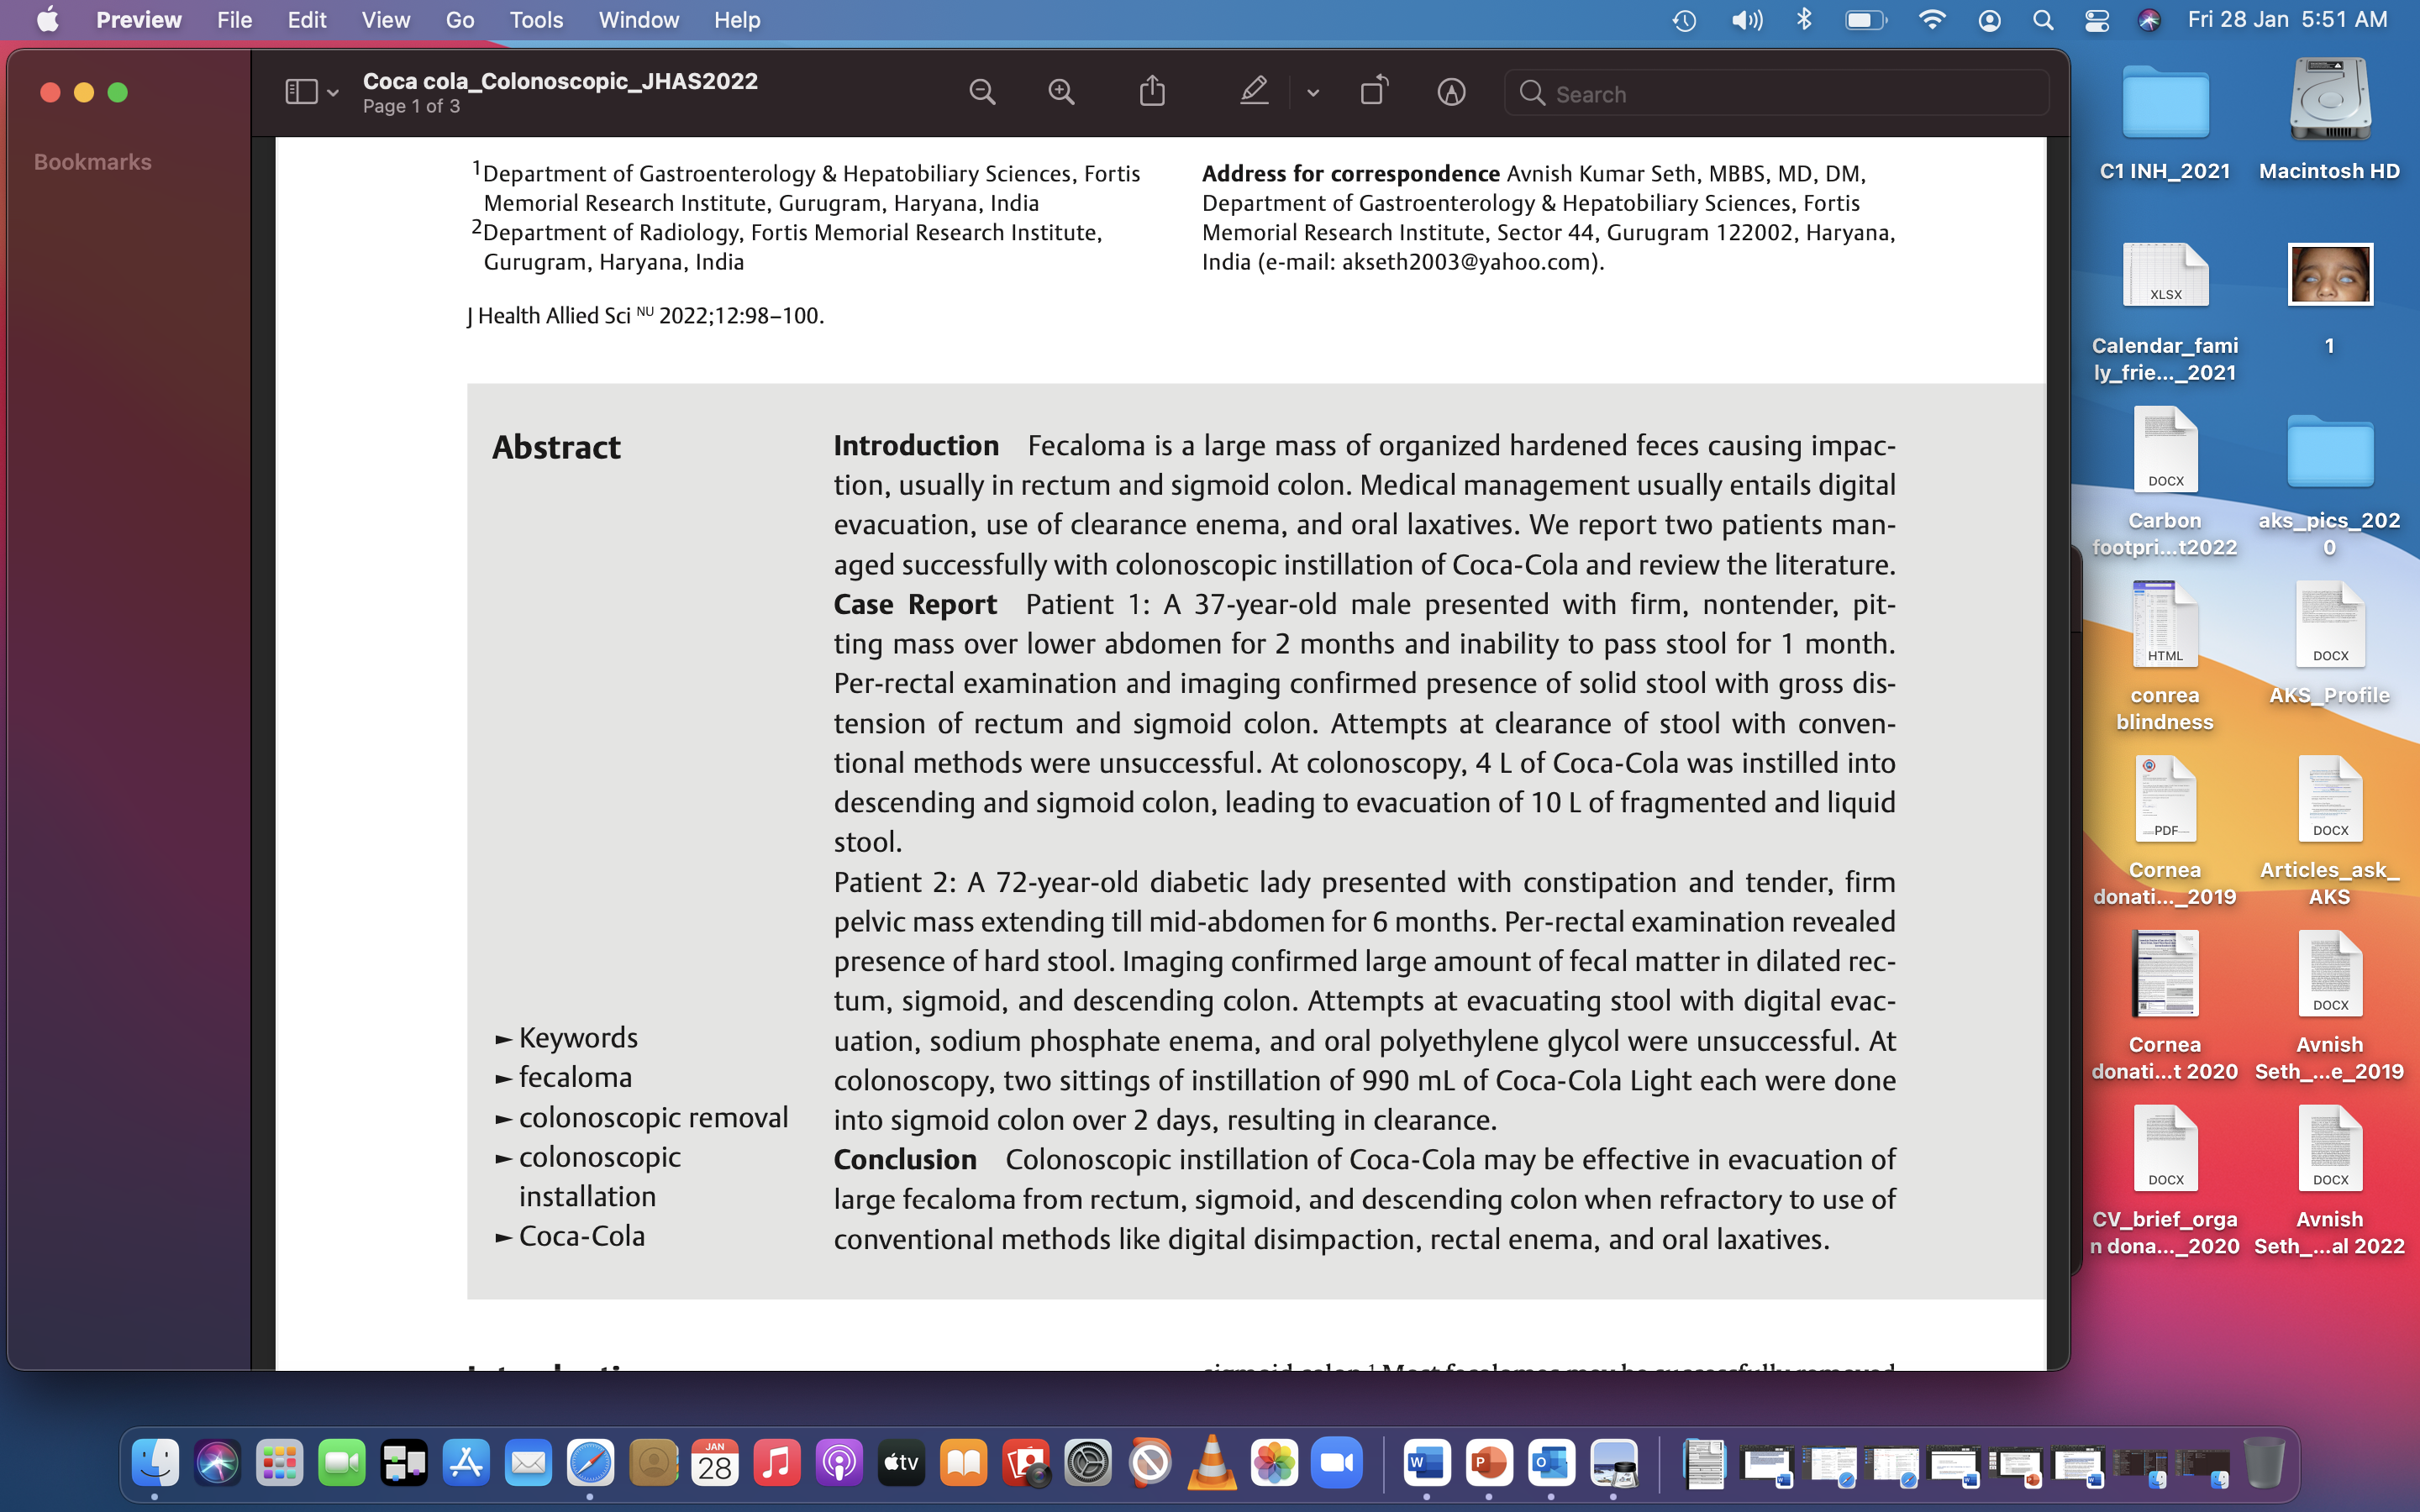 Preview File Edit View Go Tools Window Help
Fri 28 Jan 5:51 AM
Coca cola_Colonoscopic_JHAS2022
Page 1 of 3
Search
Bookmarks
1Department of Gastroenterology & Hepatobiliary Sciences, Fortis
Memorial Research Institute, Gurugram, Haryana, India
2Department of Radiology, Fortis Memorial Research Institute,
Gurugram, Haryana, India
Address for correspondence Avnish Kumar Seth, MBBS, MD, DM,
Department of Gastroenterology & Hepatobiliary Sciences, Fortis
Memorial Research Institute, Sector 44, Gurugram 122002, Haryana,
India (e-mail: akseth2003@yahoo.com).
J Health Allied Sci NU 2022;12:98–100.
Abstract
Introduction Fecaloma is a large mass of organized hardened feces causing impac-
tion, usually in rectum and sigmoid colon. Medical management usually entails digital
evacuation, use of clearance enema, and oral laxatives. We report two patients man-
aged successfully with colonoscopic instillation of Coca-Cola and review the literature.
Case Report Patient 1: A 37-year-old male presented with firm, nontender, pit-
ting mass over lower abdomen for 2 months and inability to pass stool for 1 month.
Per-rectal examination and imaging confirmed presence of solid stool with gross dis-
tension of rectum and sigmoid colon. Attempts at clearance of stool with conven-
tional methods were unsuccessful. At colonoscopy, 4 L of Coca-Cola was instilled into
descending and sigmoid colon, leading to evacuation of 10 L of fragmented and liquid
stool.
Patient 2: A 72-year-old diabetic lady presented with constipation and tender, firm
pelvic mass extending till mid-abdomen for 6 months. Per-rectal examination revealed
presence of hard stool. Imaging confirmed large amount of fecal matter in dilated rec-
tum, sigmoid, and descending colon. Attempts at evacuating stool with digital evac-
uation, sodium phosphate enema, and oral polyethylene glycol were unsuccessful. At
colonoscopy, two sittings of instillation of 990 mL of Coca-Cola Light each were done
into sigmoid colon over 2 days, resulting in clearance.
Conclusion Colonoscopic instillation of Coca-Cola may be effective in evacuation of
large fecaloma from rectum, sigmoid, and descending colon when refractory to use of
conventional methods like digital disimpaction, rectal enema, and oral laxatives.
► Keywords
► fecaloma
► colonoscopic removal
► colonoscopic
installation
► Coca-Cola
C1 INH_2021
Macintosh HD
XLSX
Calendar_fami
ly_frie..._2021
1
DOCX
Carbon
footpri...t2022
aks_pics_202
0
HTML
conrea
blindness
DOCX
AKS_Profile
PDF
Cornea
donati..._2019
DOCX
Articles_ask_
AKS
Cornea
donati...t 2020
DOCX
Avnish
Seth_...e_2019
DOCX
CV_brief_orga
n dona..._2020
DOCX
Avnish
Seth_...al 2022
JAN
28
tv
W
P
O